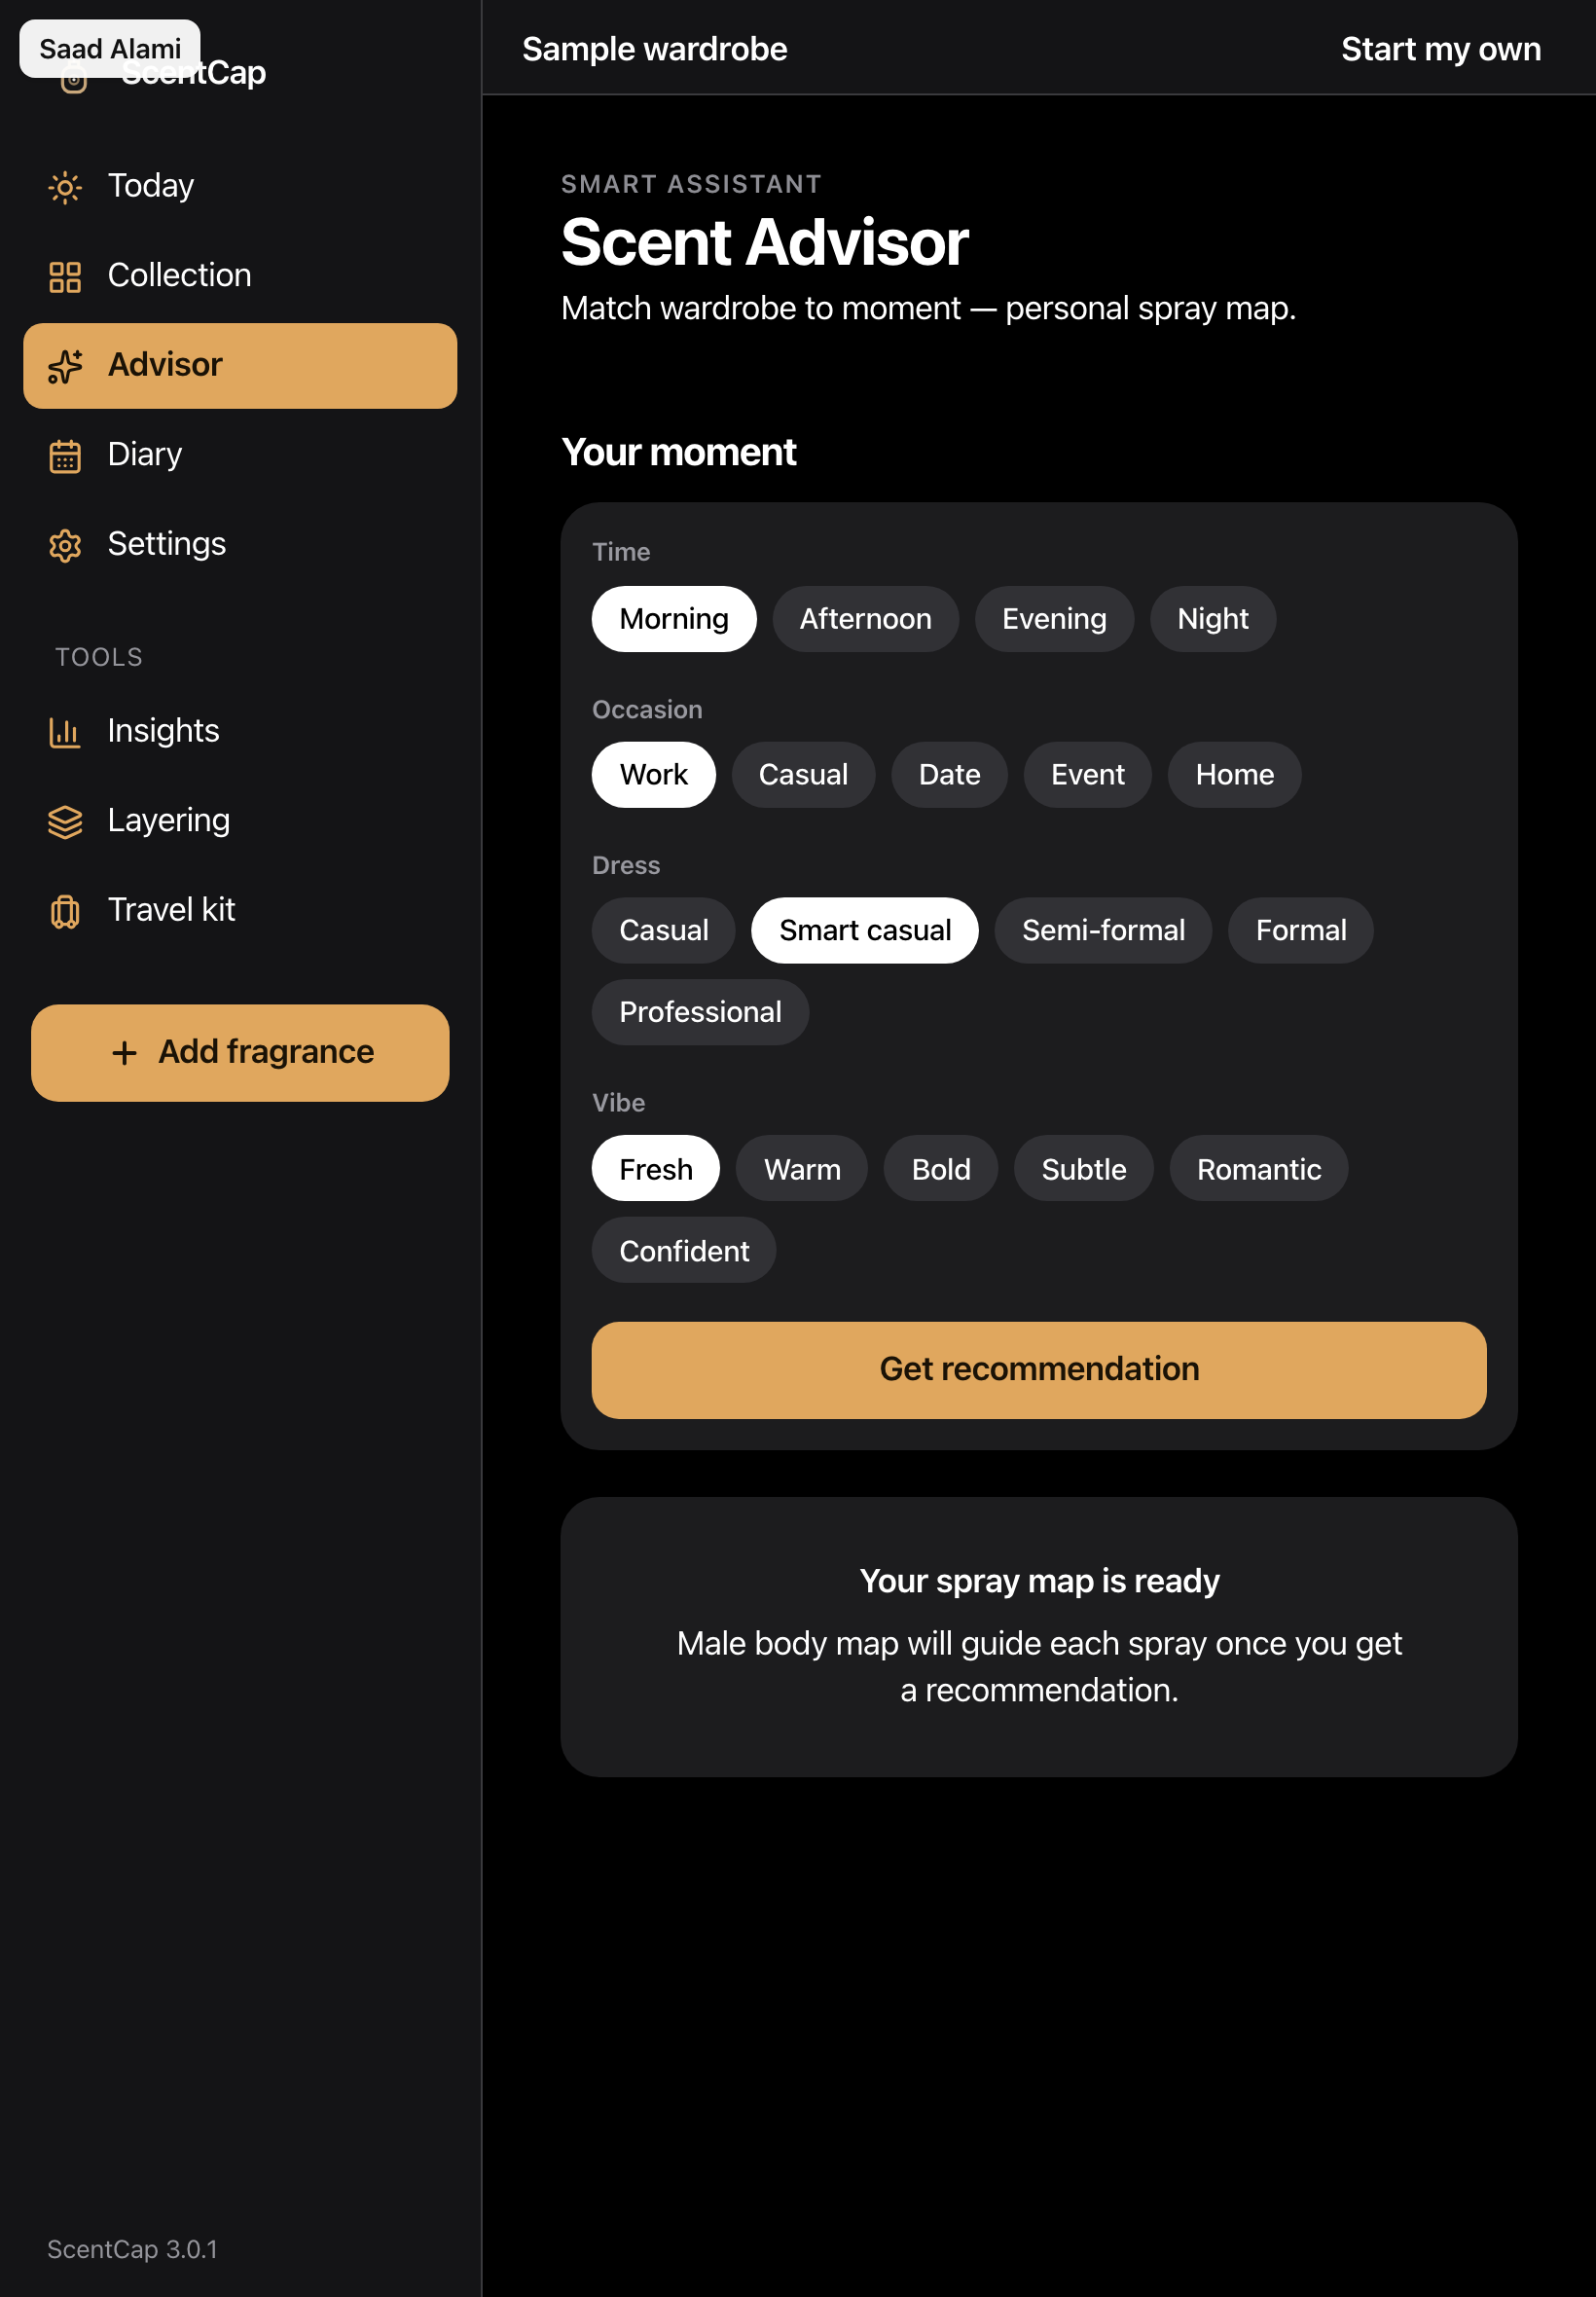 Saad Alami
ScentCap
Today
Collection
Advisor
Diary
Settings
TOOLS
Insights
Layering
Travel kit
Add fragrance
ScentCap 3.0.1
Sample wardrobe
Start my own
SMART ASSISTANT
Scent Advisor
Match wardrobe to moment — personal spray map.
Your moment
Time
Morning Afternoon Evening Night
Occasion
Work Casual Date Event Home
Dress
Casual Smart casual Semi-formal Formal
Professional
Vibe
Fresh Warm Bold Subtle Romantic
Confident
Get recommendation
Your spray map is ready
Male body map will guide each spray once you get
a recommendation.